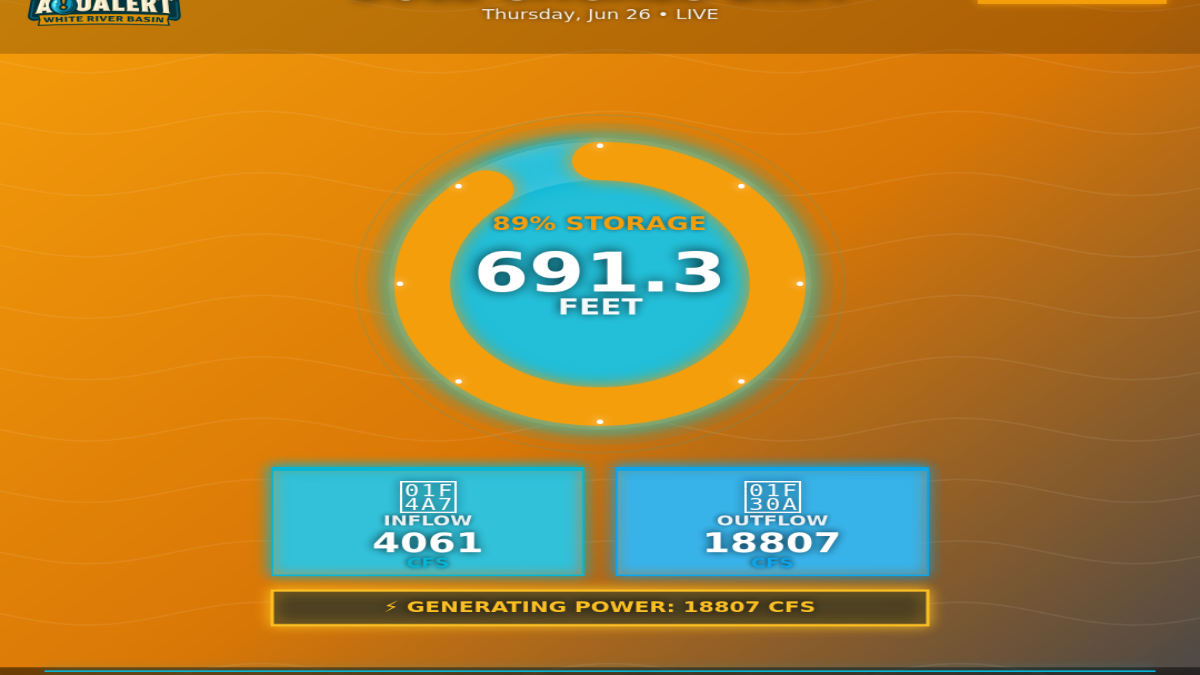 AQUALERT
WHITE RIVER BASIN
Thursday, Jun 26 • LIVE
89% STORAGE
691.3
FEET
01F
4A7
INFLOW
4061
CFS
01F
30A
OUTFLOW
18807
CFS
⚡ GENERATING POWER: 18807 CFS